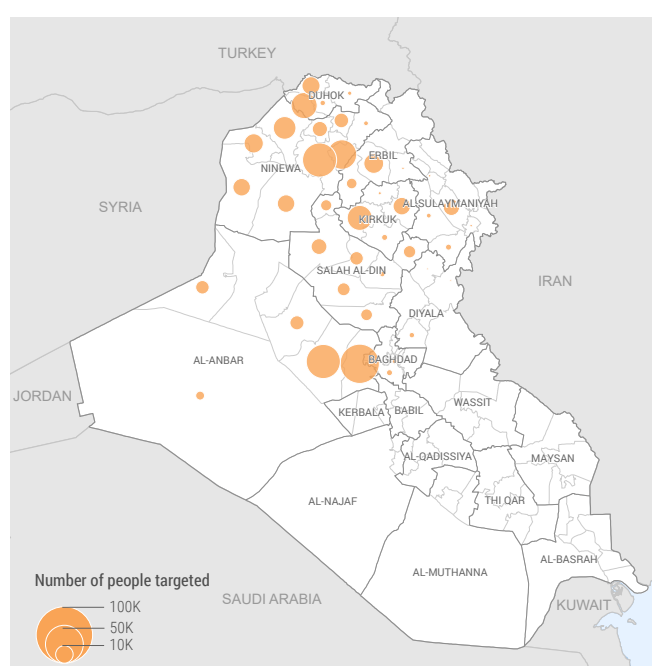 TURKEY
DUHOK
ERBIL
NINEWA
SYRIA
AL-SULAYMANIYAH
KIRKUK
SALAH AL-DIN
IRAN
DIYALA
AL-ANBAR
BAGHDAD
JORDAN
KERBALA
BABIL
WASSIT
AL-QADISSIYA
MAYSAN
AL-NAJAF
THI QAR
AL-BASRAH
AL-MUTHANNA
Number of people targeted
SAUDI ARABIA
KUWAIT
100K
50K
10K